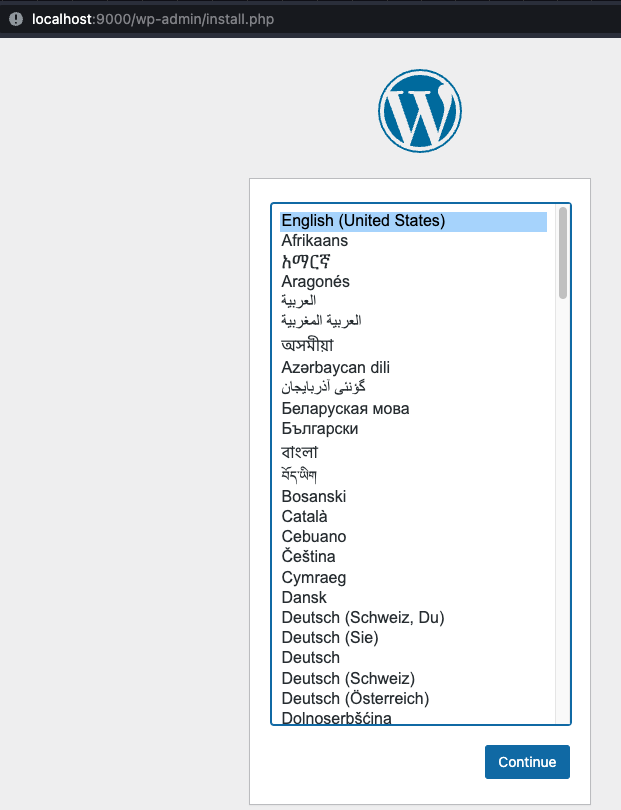 localhost:9000/wp-admin/install.php
English (United States)
Afrikaans
አማርኛ
Aragonés
العربية
العربية المغربية
অসমীয়া
Azərbaycan dili
گؤنئی آذربایجان
Беларуская мова
Български
বাংলা
བོད་ཡིག
Bosanski
Català
Cebuano
Čeština
Cymraeg
Dansk
Deutsch (Schweiz, Du)
Deutsch (Sie)
Deutsch
Deutsch (Schweiz)
Deutsch (Österreich)
Dolnoserbšćina
Continue